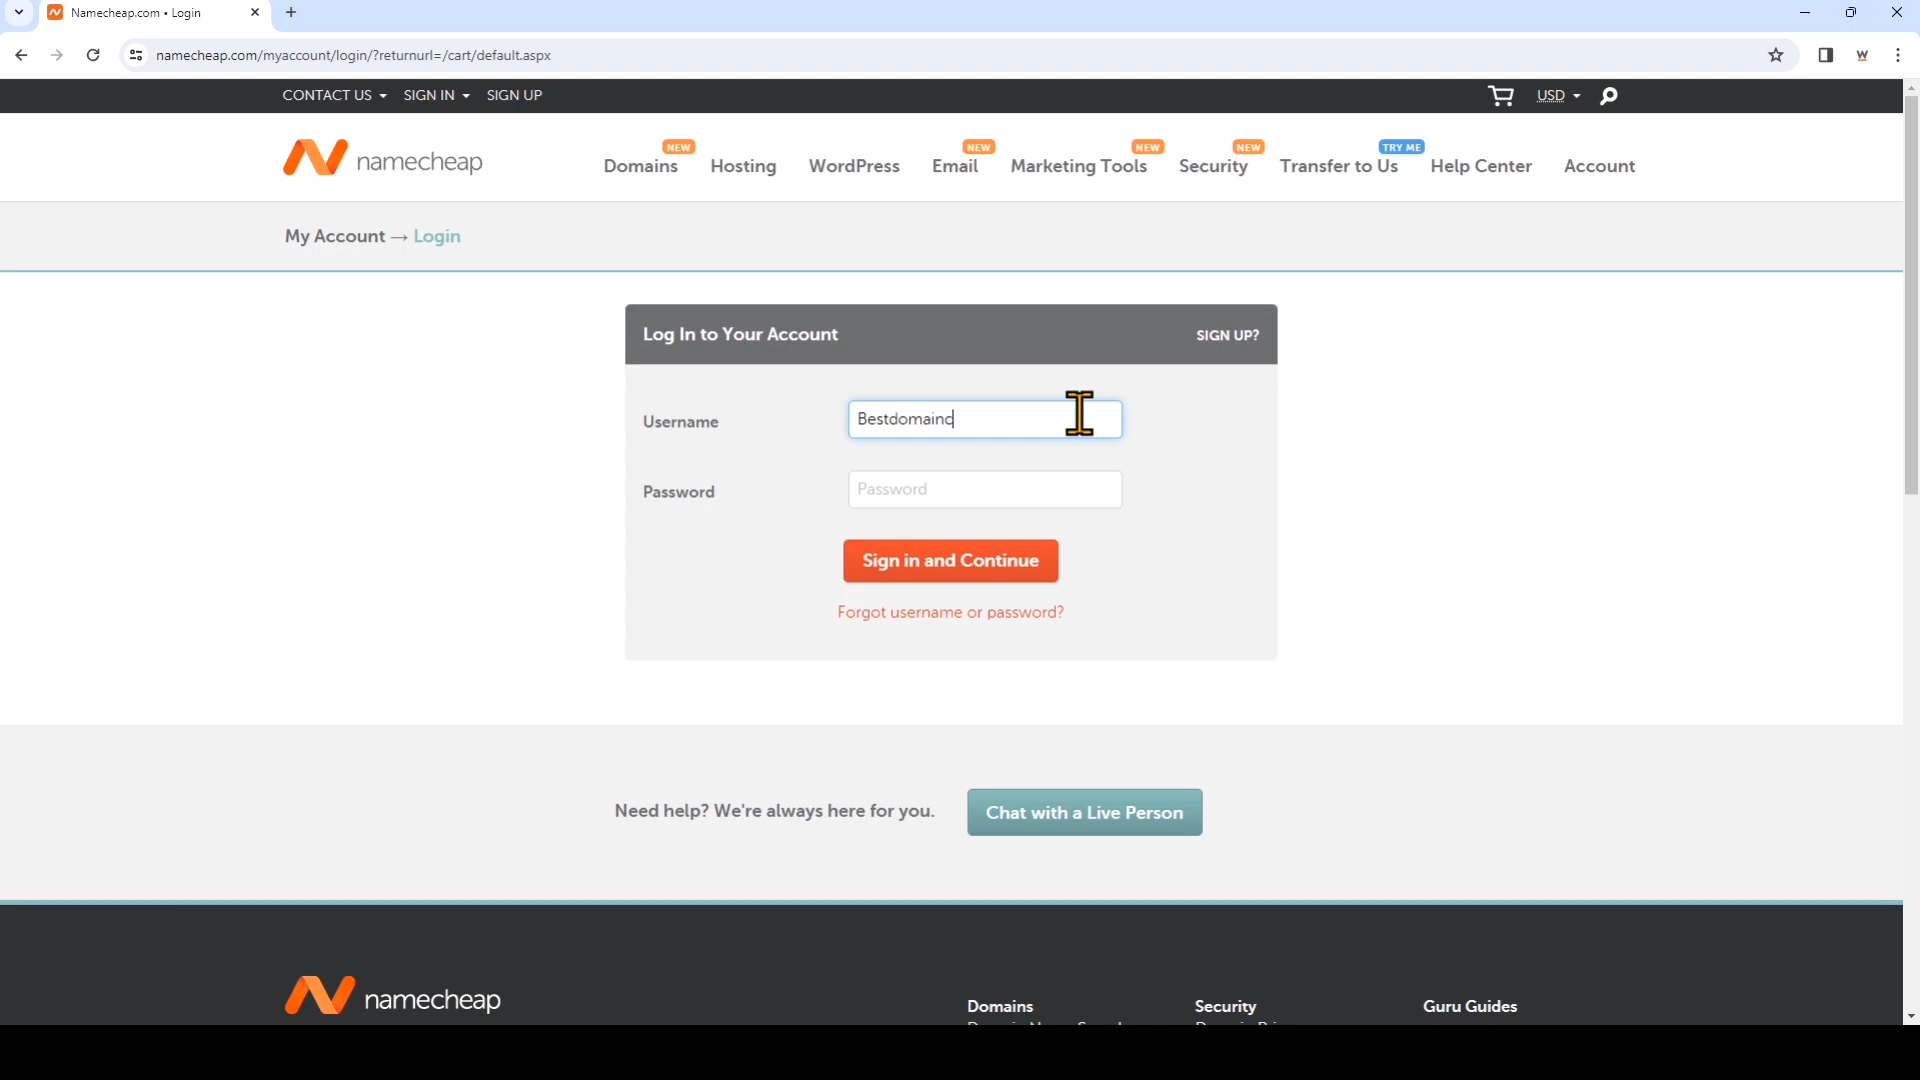 Namecheap.com • Login
namecheap.com/myaccount/login/?returnurl=/cart/default.aspx
CONTACT US SIGN IN SIGN UP USD
namecheap
NEW NEW NEW NEW TRY ME
Domains Hosting WordPress Email Marketing Tools Security Transfer to Us Help Center Account
My Account → Login
Log In to Your Account SIGN UP?
Username Bestdomainc
Password Password
Sign in and Continue
Forgot username or password?
Need help? We're always here for you. Chat with a Live Person
namecheap
Domains Security Guru Guides